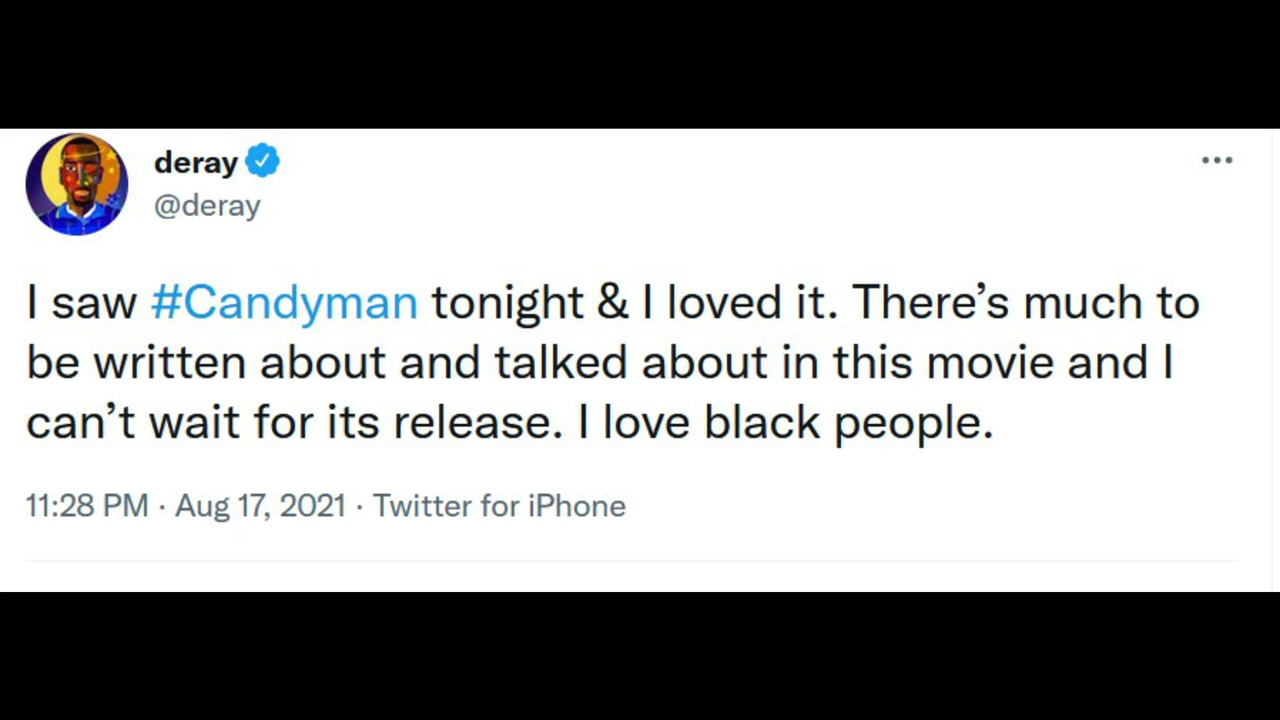 deray
@deray
I saw #Candyman tonight & I loved it. There’s much to
be written about and talked about in this movie and I
can’t wait for its release. I love black people.
11:28 PM · Aug 17, 2021 · Twitter for iPhone